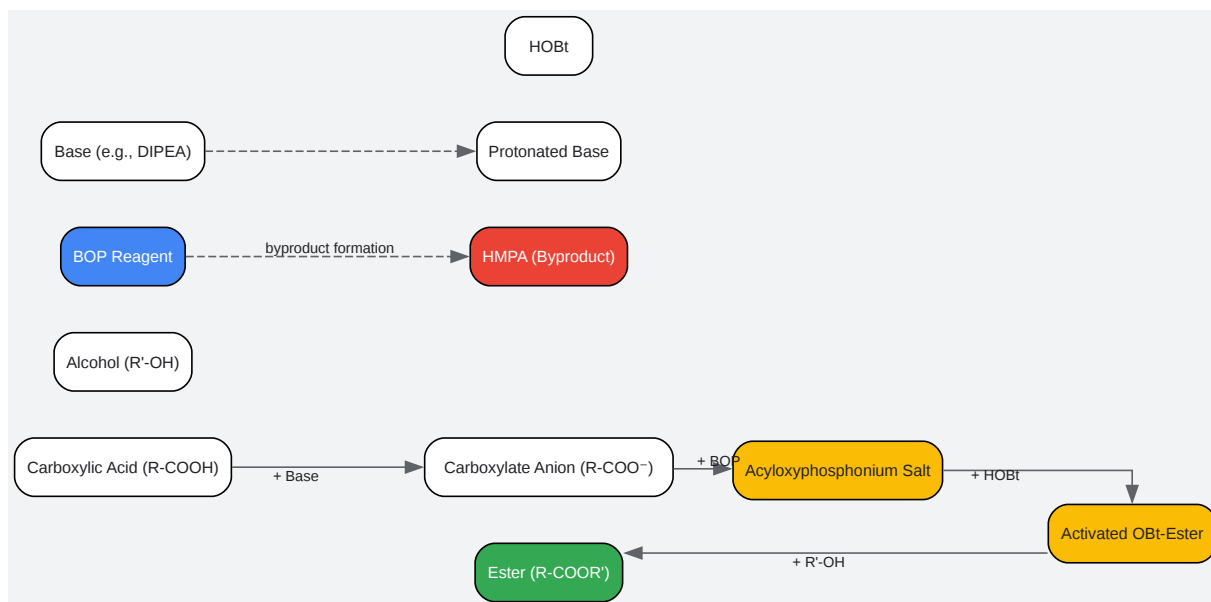 HOBt
Base (e.g., DIPEA)
Protonated Base
BOP Reagent
byproduct formation
HMPA (Byproduct)
Alcohol (R'-OH)
Carboxylic Acid (R-COOH)
+ Base
Carboxylate Anion (R-COO⁻)
+ BOP
Acyloxyphosphonium Salt
+ HOBt
Activated OBt-Ester
+ R'-OH
Ester (R-COOR')